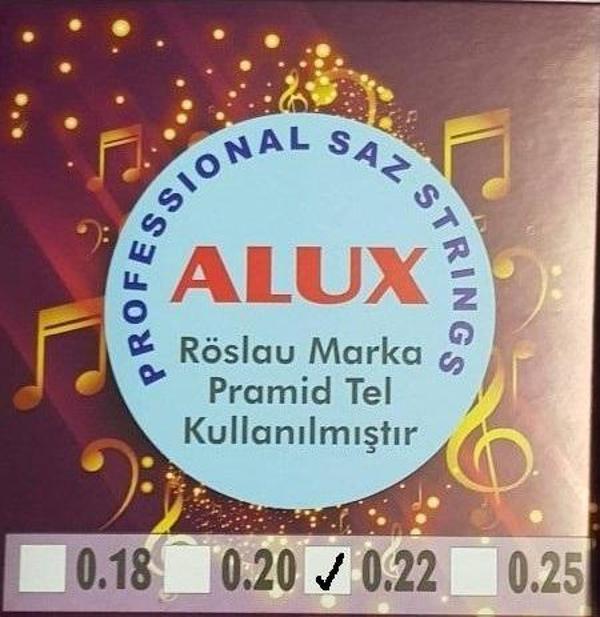 PROFESSIONAL SAZ STRINGS
ALUX
Röslau Marka
Pramid Tel
Kullanılmıştır
0.18 0.20 ✓ 0.22 0.25